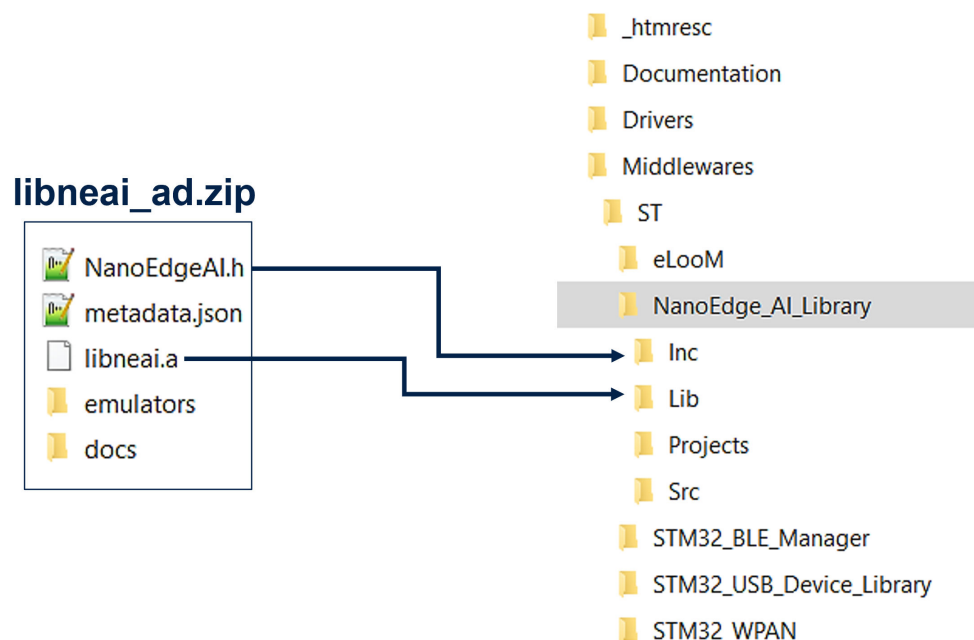 libneai_ad.zip
NanoEdgeAI.h
metadata.json
libneai.a
emulators
docs
_htmresc
Documentation
Drivers
Middlewares
ST
eLooM
NanoEdge_AI_Library
Inc
Lib
Projects
Src
STM32_BLE_Manager
STM32_USB_Device_Library
STM32_WPAN